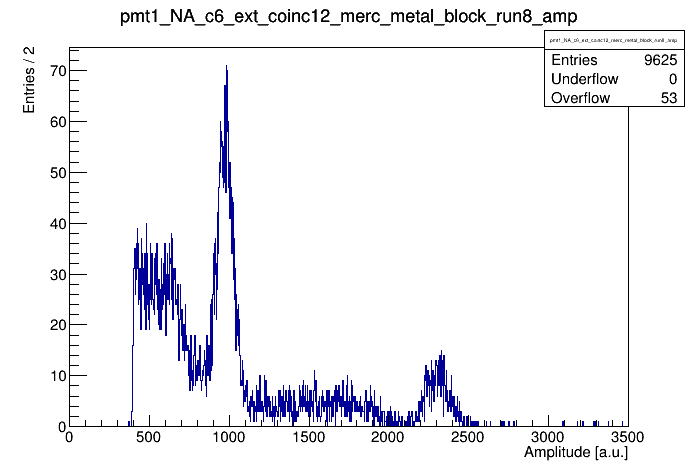 pmt1_NA_c6_ext_coinc12_merc_metal_block_run8_amp
pmt1_NA_c6_ext_coinc12_merc_metal_block_run8_amp
Entries 9625
Underflow 0
Overflow 53
Entries / 2
70
60
50
40
30
20
10
0
0 500 1000 1500 2000 2500 3000 3500
Amplitude [a.u.]